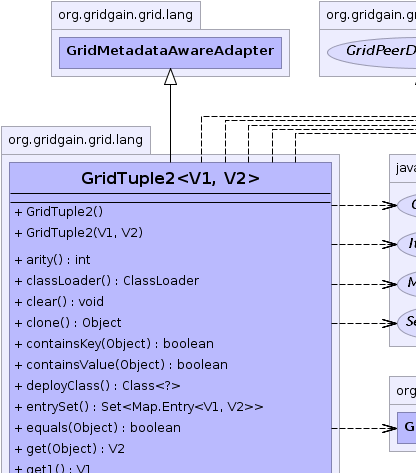 org.gridgain.grid.lang
org.gridgain.gri
GridMetadataAwareAdapter
GridPeerD
org.gridgain.grid.lang
GridTuple2<V1, V2>
java
+ GridTuple2()
+ GridTuple2(V1, V2)
It
+ arity() : int
+ classLoader() : ClassLoader
M
+ clear() : void
+ clone() : Object
Se
+ containsKey(Object) : boolean
+ containsValue(Object) : boolean
+ deployClass() : Class<?>
org
+ entrySet() : Set<Map.Entry<V1, V2>>
+ equals(Object) : boolean
G
+ get(Object) : V2
+ get1() : V1